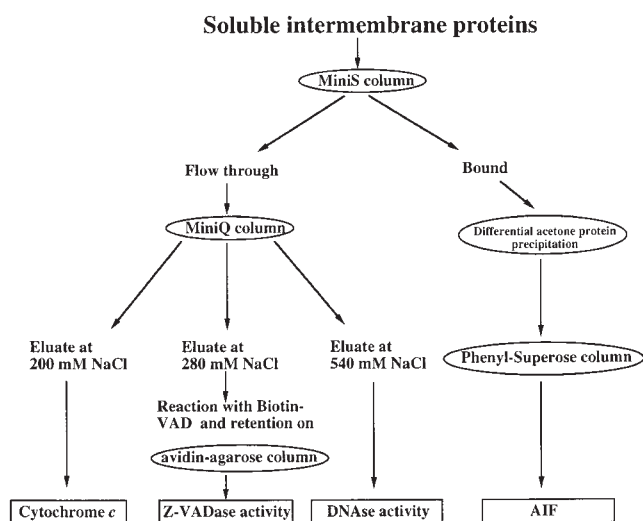 Soluble intermembrane proteins
MiniS column
Flow through
Bound
MiniQ column
Differential acetone protein
precipitation
Eluate at
200 mM NaCl
Eluate at
280 mM NaCl
Eluate at
540 mM NaCl
Phenyl-Superose column
Reaction with Biotin-
VAD and retention on
avidin-agarose column
Cytochrome c
Z-VADase activity
DNAse activity
AIF